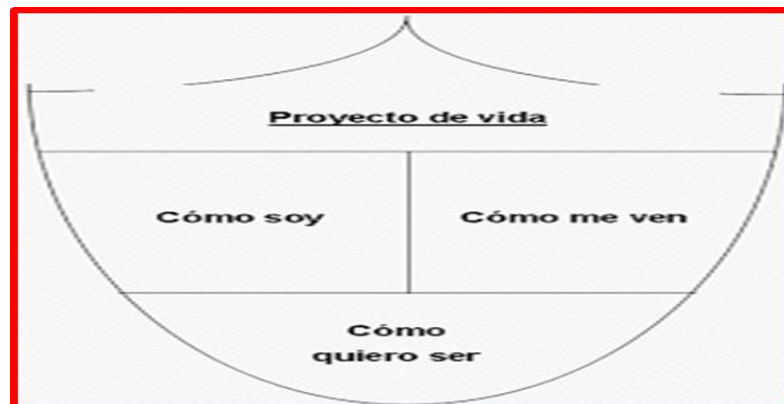 Proyecto de vida
Cómo soy
Cómo me ven
Cómo
quiero ser